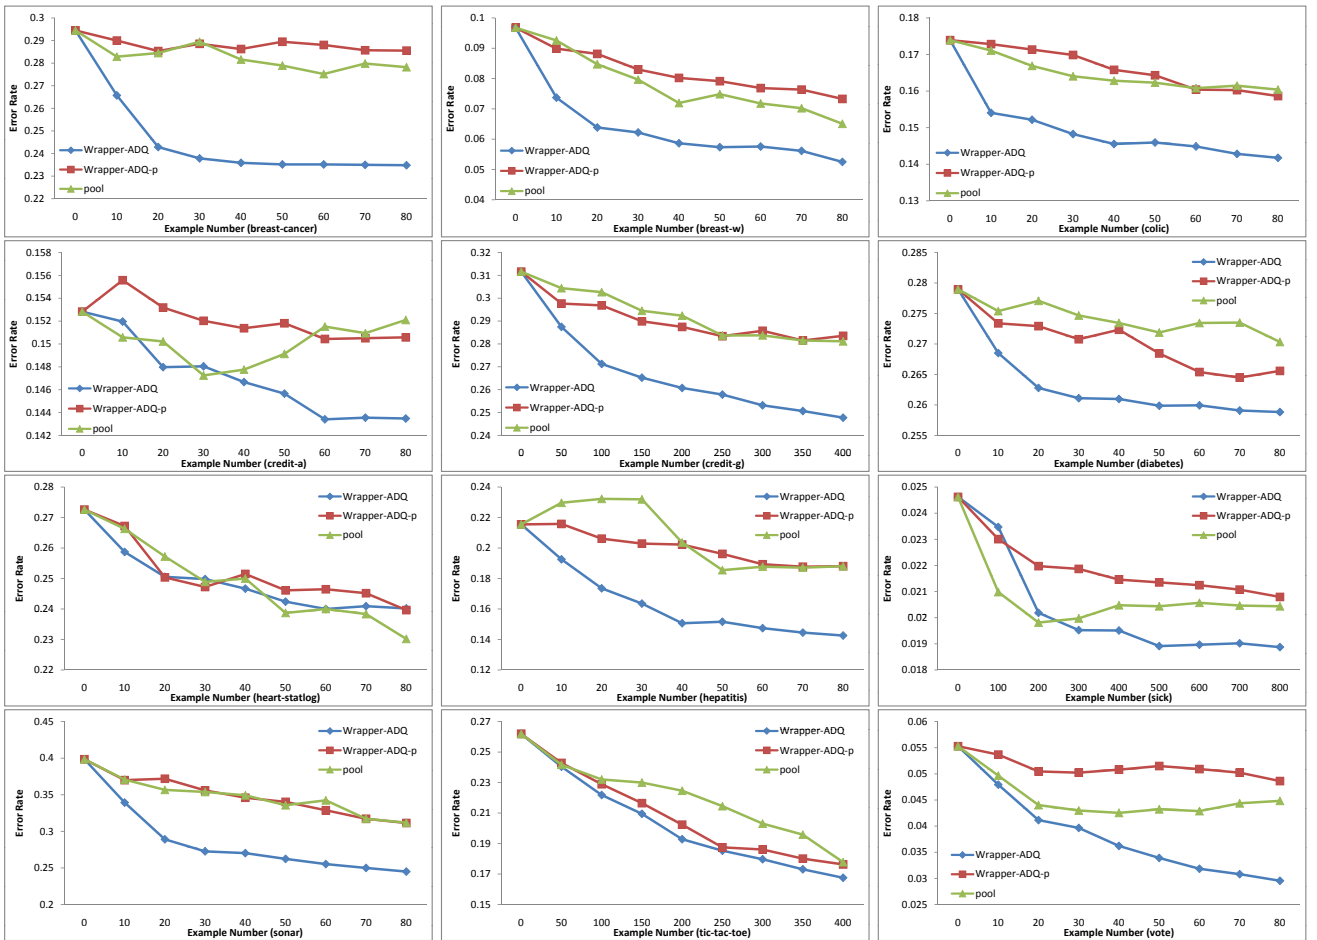 0.3
0.29
0.28
0.27
0.26
0.25
0.24
0.23
0.22
Error Rate
Wrapper-ADQ
Wrapper-ADQ-p
pool
0 10 20 30 40 50 60 70 80
Example Number (breast-cancer)
0.1
0.09
0.08
0.07
0.06
0.05
0.04
Error Rate
Wrapper-ADQ
Wrapper-ADQ-p
pool
0 10 20 30 40 50 60 70 80
Example Number (breast-w)
0.18
0.17
0.16
0.15
0.14
0.13
Error Rate
Wrapper-ADQ
Wrapper-ADQ-p
pool
0 10 20 30 40 50 60 70 80
Example Number (colic)
0.158
0.156
0.154
0.152
0.15
0.148
0.146
0.144
0.142
Error Rate
Wrapper-ADQ
Wrapper-ADQ-p
pool
0 10 20 30 40 50 60 70 80
Example Number (credit-a)
0.32
0.3
0.28
0.26
0.24
Error Rate
Wrapper-ADQ
Wrapper-ADQ-p
pool
0 50 100 150 200 250 300 350 400
Example Number (credit-g)
0.285
0.28
0.275
0.27
0.265
0.26
0.255
Error Rate
Wrapper-ADQ
Wrapper-ADQ-p
pool
0 10 20 30 40 50 60 70 80
Example Number (diabetes)
0.28
0.27
0.26
0.250
0.24
0.23
0.22
Error Rate
Wrapper-ADQ
Wrapper-ADQ-p
pool
0 10 20 30 40 50 60 70 80
Example Number (heart-statlog)
0.24
0.22
0.2
0.18
0.16
0.14
0.12
Error Rate
Wrapper-ADQ
Wrapper-ADQ-p
pool
0 50 20 30 40 50 60 70 80
Example Number (hepatitis)
0.025
0.024
0.023
0.022
0.021
0.02
0.019
0.018
Error Rate
Wrapper-ADQ
Wrapper-ADQ-p
pool
0 100 200 300 400 500 600 700 800
Example Number (sick)
0.45
0.4
0.35
0.3
0.25
0.2
Error Rate
Wrapper-ADQ
Wrapper-ADQ-p
pool
0 10 20 30 40 50 60 70 80
Example Number (sonar)
0.27
0.25
0.23
0.21
0.19
0.17
0.15
Error Rate
Wrapper-ADQ
Wrapper-ADQ-p
pool
0 50 100 150 200 250 300 350 400
Example Number (tic-tac-toe)
0.06
0.055
0.05
0.045
0.04
0.035
0.03
0.025
Error Rate
Wrapper-ADQ
Wrapper-ADQ-p
pool
0 10 20 30 40 50 60 70 80
Example Number (vote)